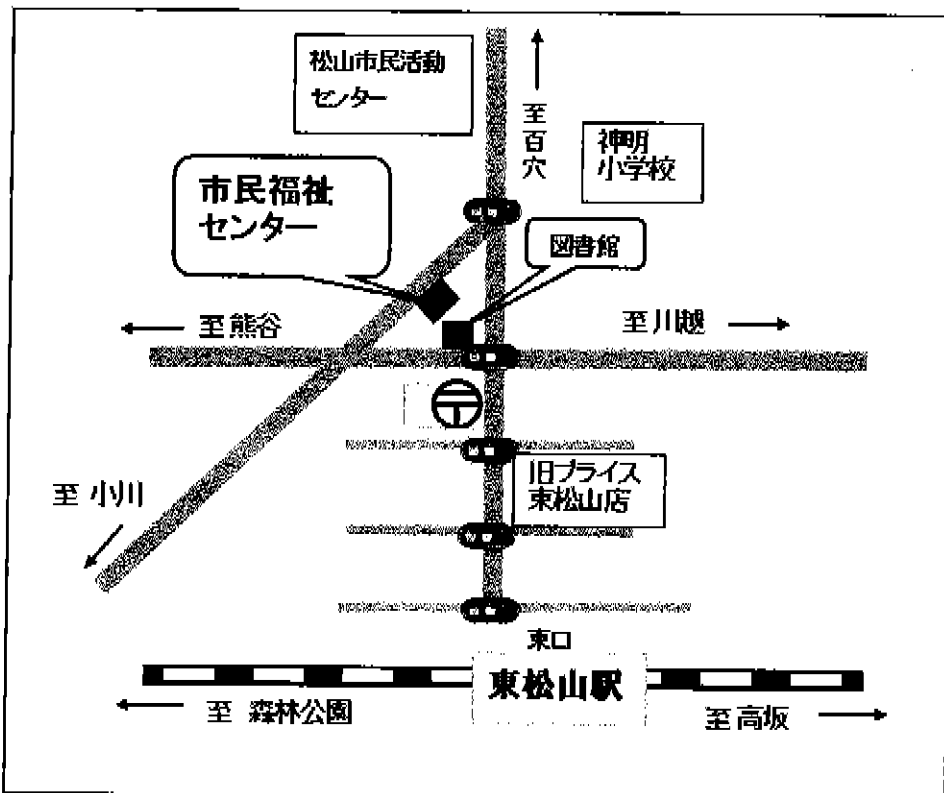 松山市民活動
センター
至百穴
神明
小学校
市民福祉
センター
図書館
至熊谷
至川越
旧プライス
東松山店
至 小川
東口
東松山駅
至 森林公園
至高坂